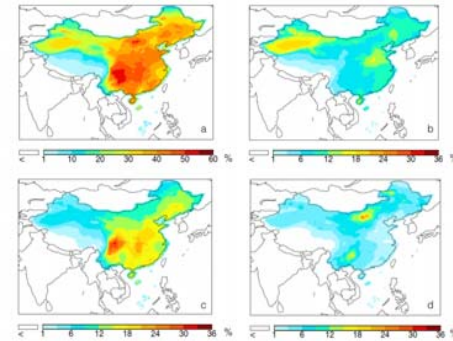 a
b
< 1 10 20 30 40 50 60 %
< 1 6 12 18 24 30 36 %
c
d
< 1 6 12 18 24 30 36 %
< 1 6 12 18 24 30 36 %